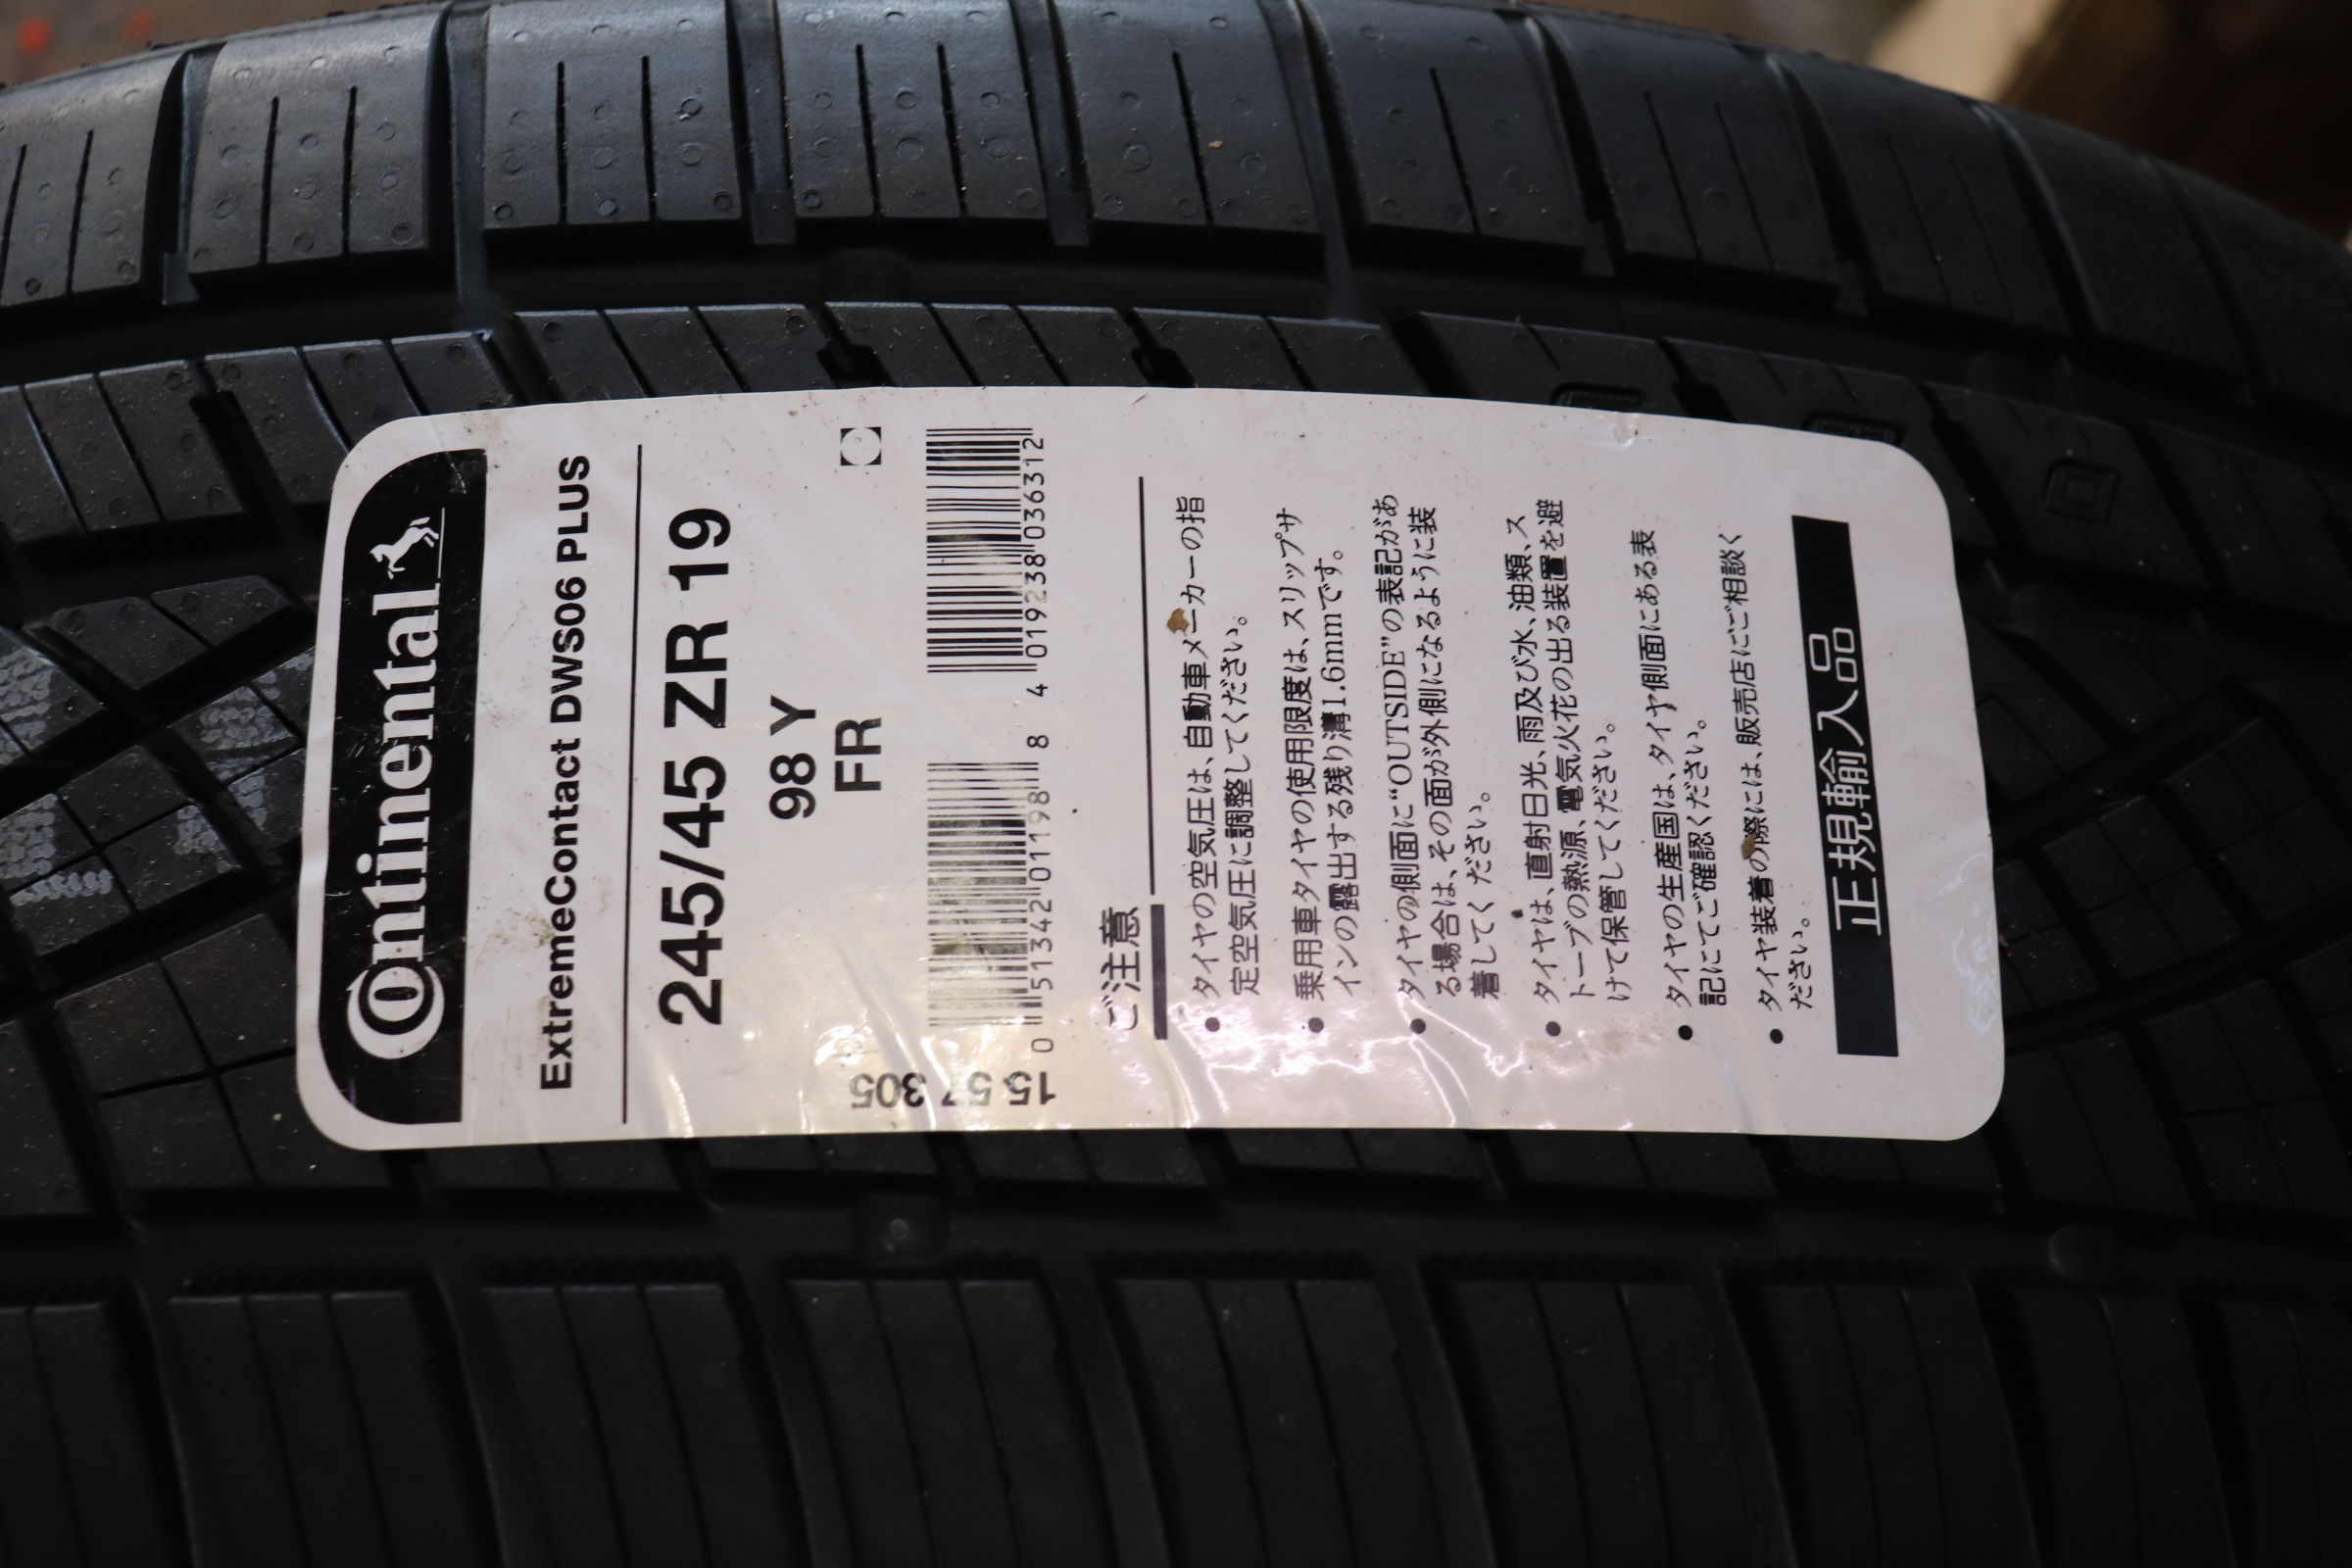 Continental
ExtremeContact DWS06 PLUS
245/45 ZR 19
98 Y
FR
0 51342 01198 8
4 019238 036312
15 57 305
ご注意
• タイヤの空気圧は、自動車メーカーの指
定空気圧に調整してください。
• 乗用車タイヤの使用限度は、スリップサ
インの露出する残り溝1.6mmです。
• タイヤの側面に“OUTSIDE”の表記があ
る場合は、その面が外側になるように装
着してください。
• タイヤは、直射日光、雨及び水、油類、ス
トーブの熱源、電気火花の出る装置を避
けて保管してください。
• タイヤの生産国は、タイヤ側面にある表
記にてご確認ください。
• タイヤ装着の際には、販売店にご相談く
ださい。
正規輸入品